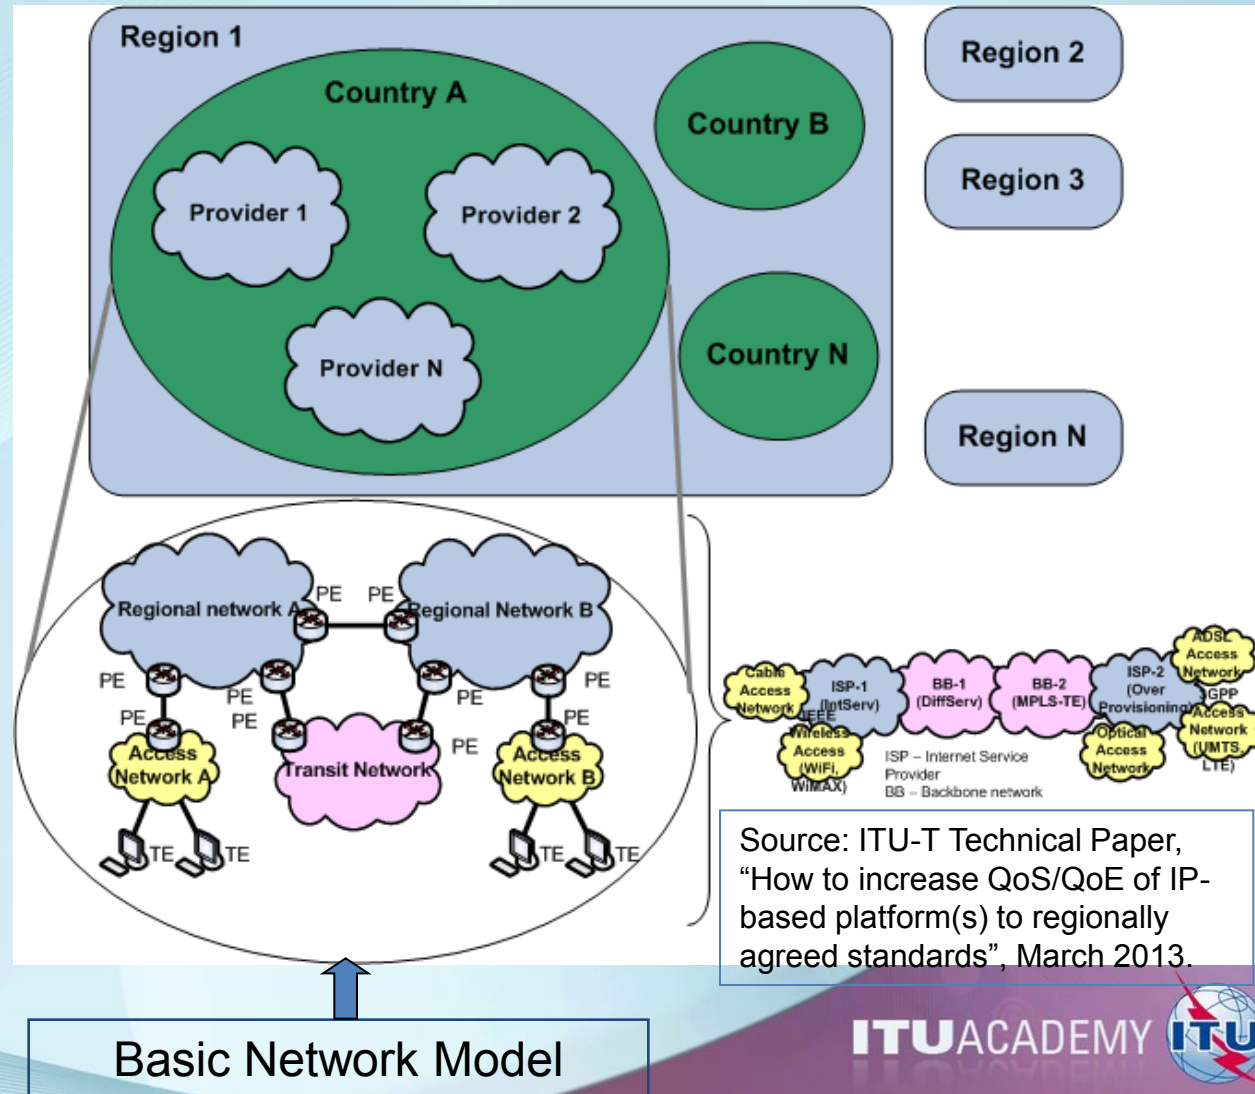 Region 1
Country A
Provider 1
Provider 2
Provider N
Country B
Country N
Region 2
Region 3
Region N
Regional network A
PE
PE
Regional Network B
PE
PE
PE
PE
PE
PE
PE
PE
Access
Network A
Transit Network
Access
Network B
TE
TE
TE
TE
Cable
Access
Network
ISP-1
(IntServ)
BB-1
(DiffServ)
BB-2
(MPLS-TE)
ISP-2
(Over
Provisioning)
ADSL
Access
Network
3GPP
Access
Network
(UMTS,
LTE)
IEEE
Wireless
Access
(WiFi,
WiMAX)
Optical
Access
Network
ISP – Internet Service
Provider
BB – Backbone network
Source: ITU-T Technical Paper,
“How to increase QoS/QoE of IP-
based platform(s) to regionally
agreed standards”, March 2013.
Basic Network Model
ITUACADEMY
ITU